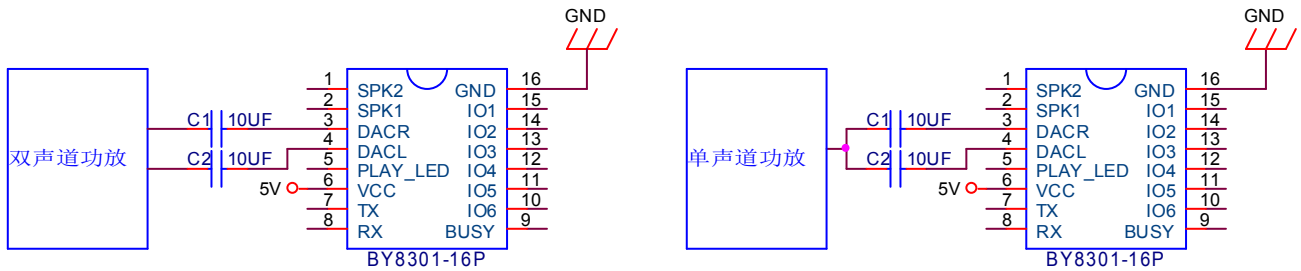 GND
1 SPK2 GND 16
2 SPK1 IO1 15
C1 10UF 3 DACR IO2 14
4 DACL IO3 13
双声道功放
C2 10UF 5 PLAY_LED IO4 12
5V 6 VCC IO5 11
7 TX IO6 10
8 RX BUSY 9
BY8301-16P
GND
1 SPK2 GND 16
2 SPK1 IO1 15
C1 10UF 3 DACR IO2 14
4 DACL IO3 13
单声道功放
C2 10UF 5 PLAY_LED IO4 12
5V 6 VCC IO5 11
7 TX IO6 10
8 RX BUSY 9
BY8301-16P